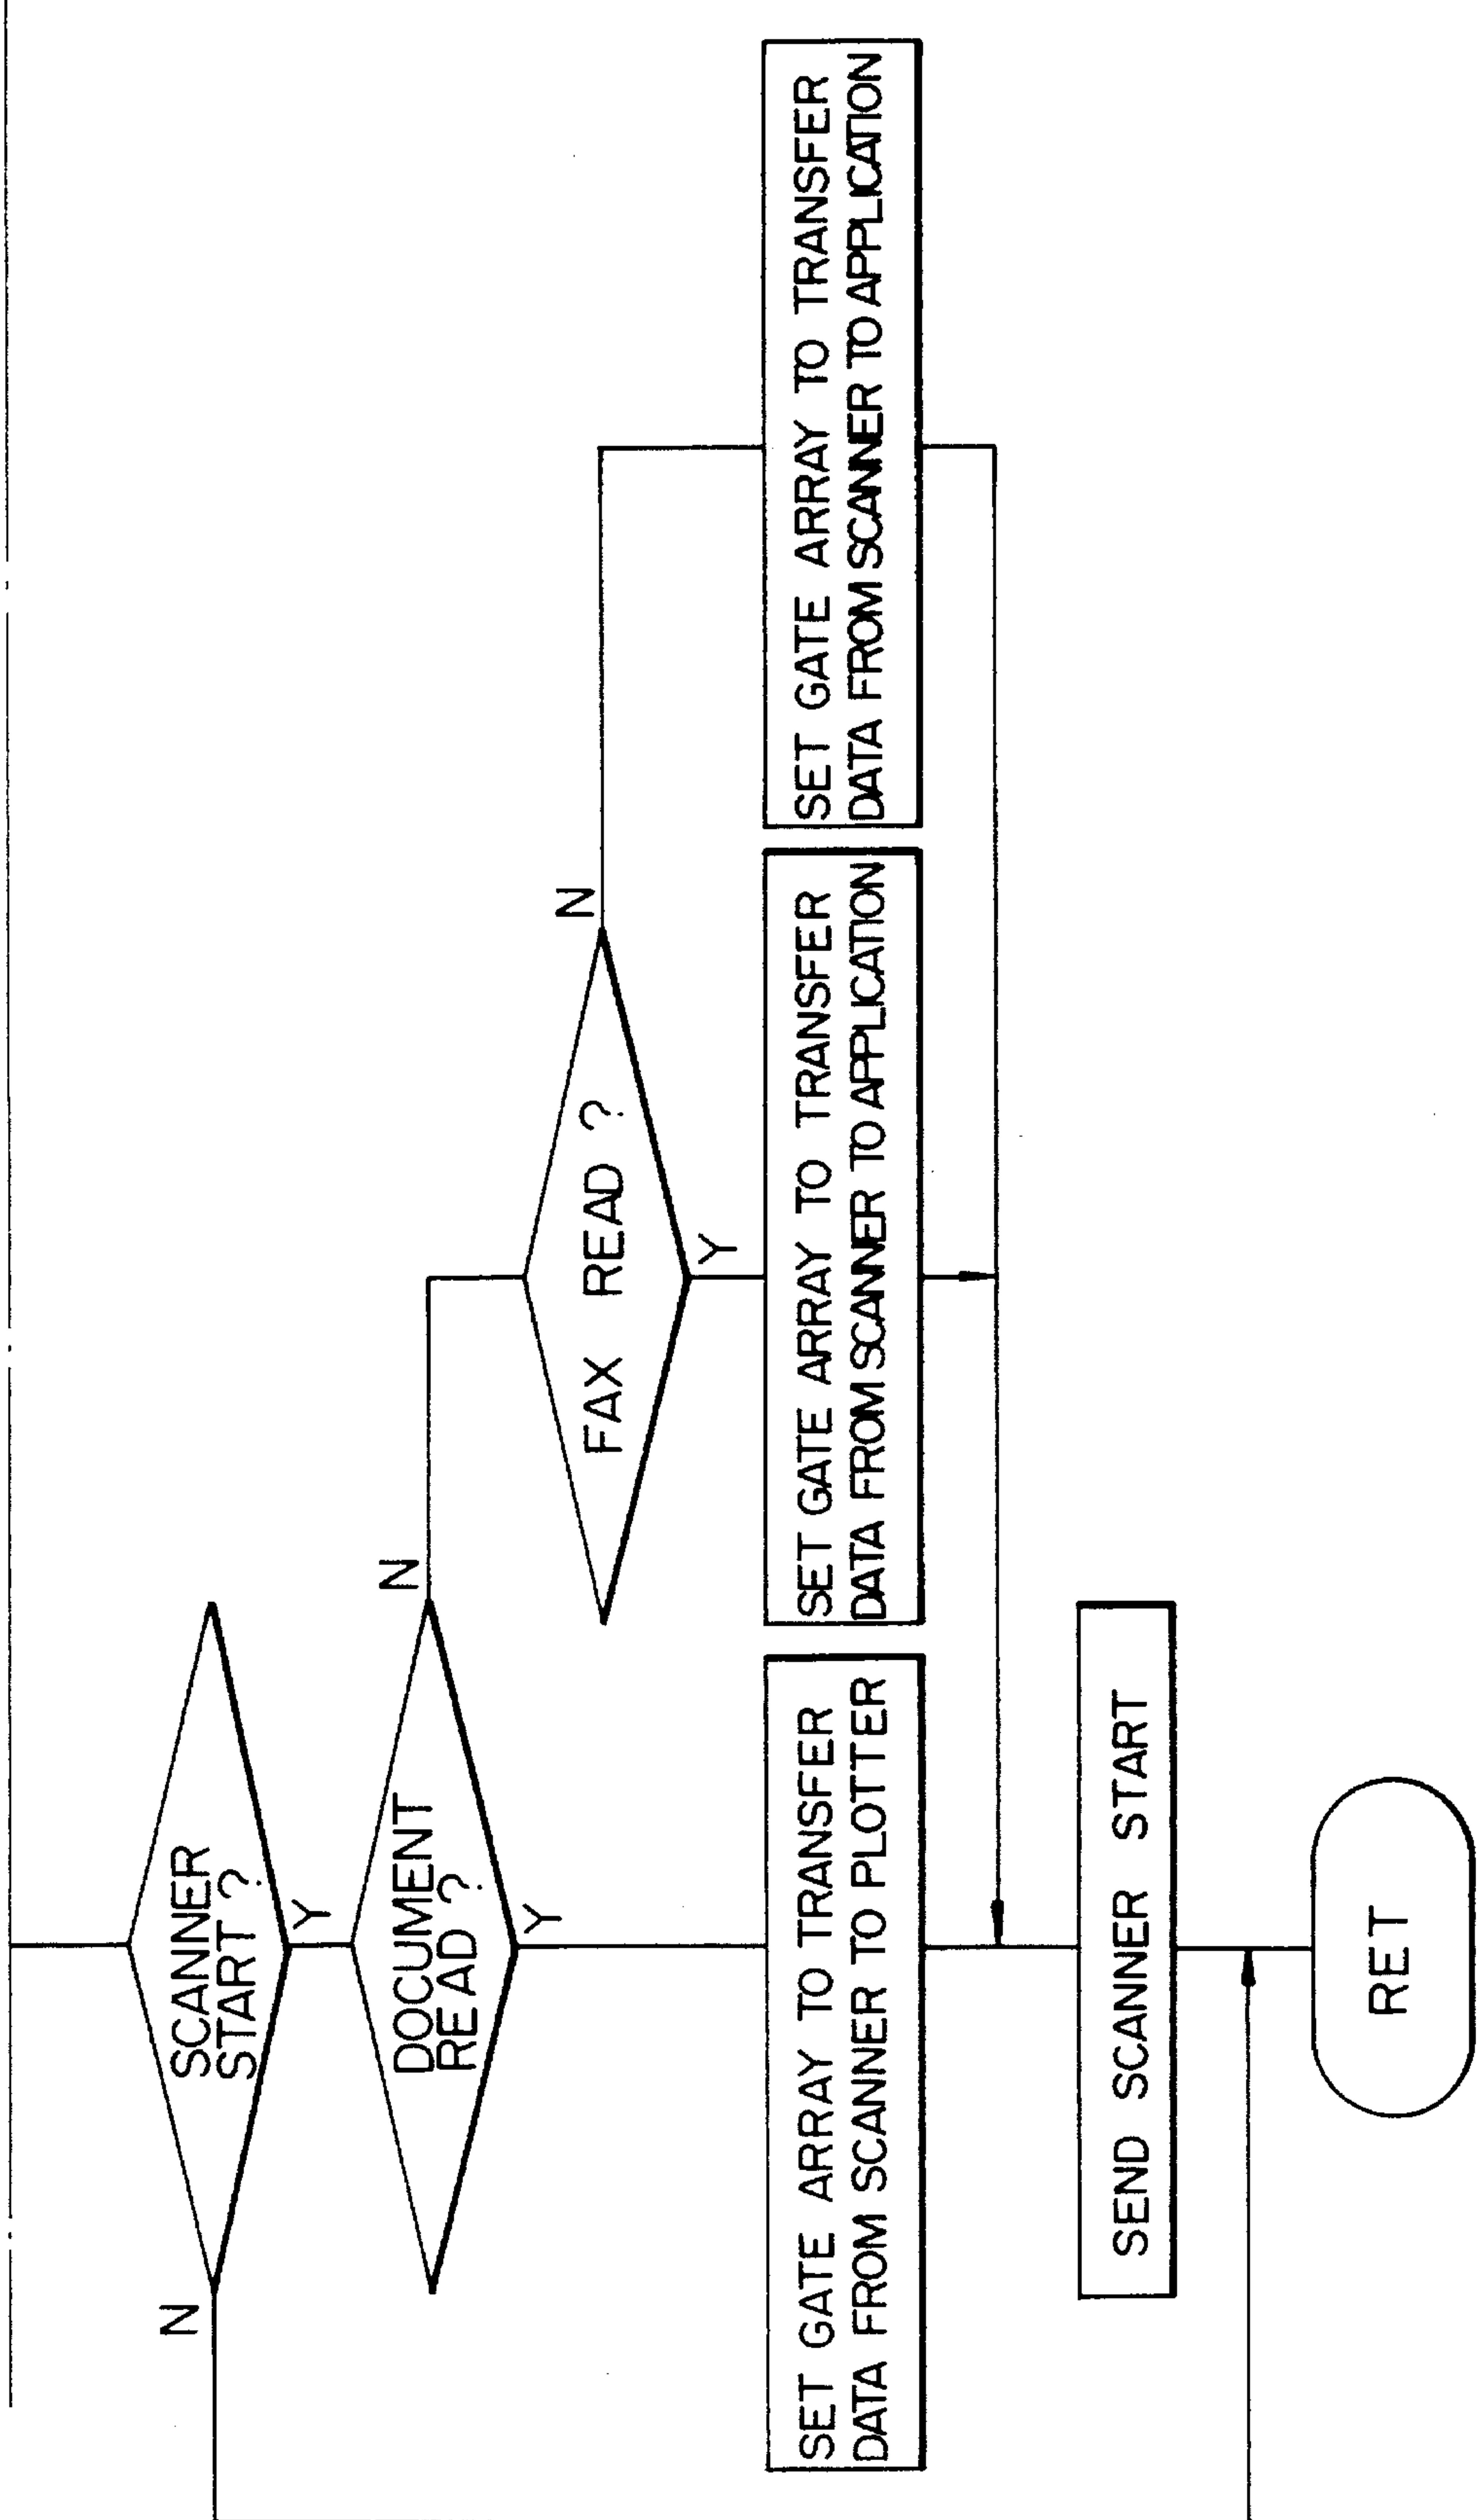 SCANNER
START ?
N
Y
DOCUMENT
READ ?
N
Y
FAX READ ?
N
Y
SET GATE ARRAY TO TRANSFER
DATA FROM SCANNER TO PLOTTER
SET GATE ARRAY TO TRANSFER
DATA FROM SCANNER TO APPLICATION
SET GATE ARRAY TO TRANSFER
DATA FROM SCANNER TO APPLICATION
SEND SCANNER START
RET